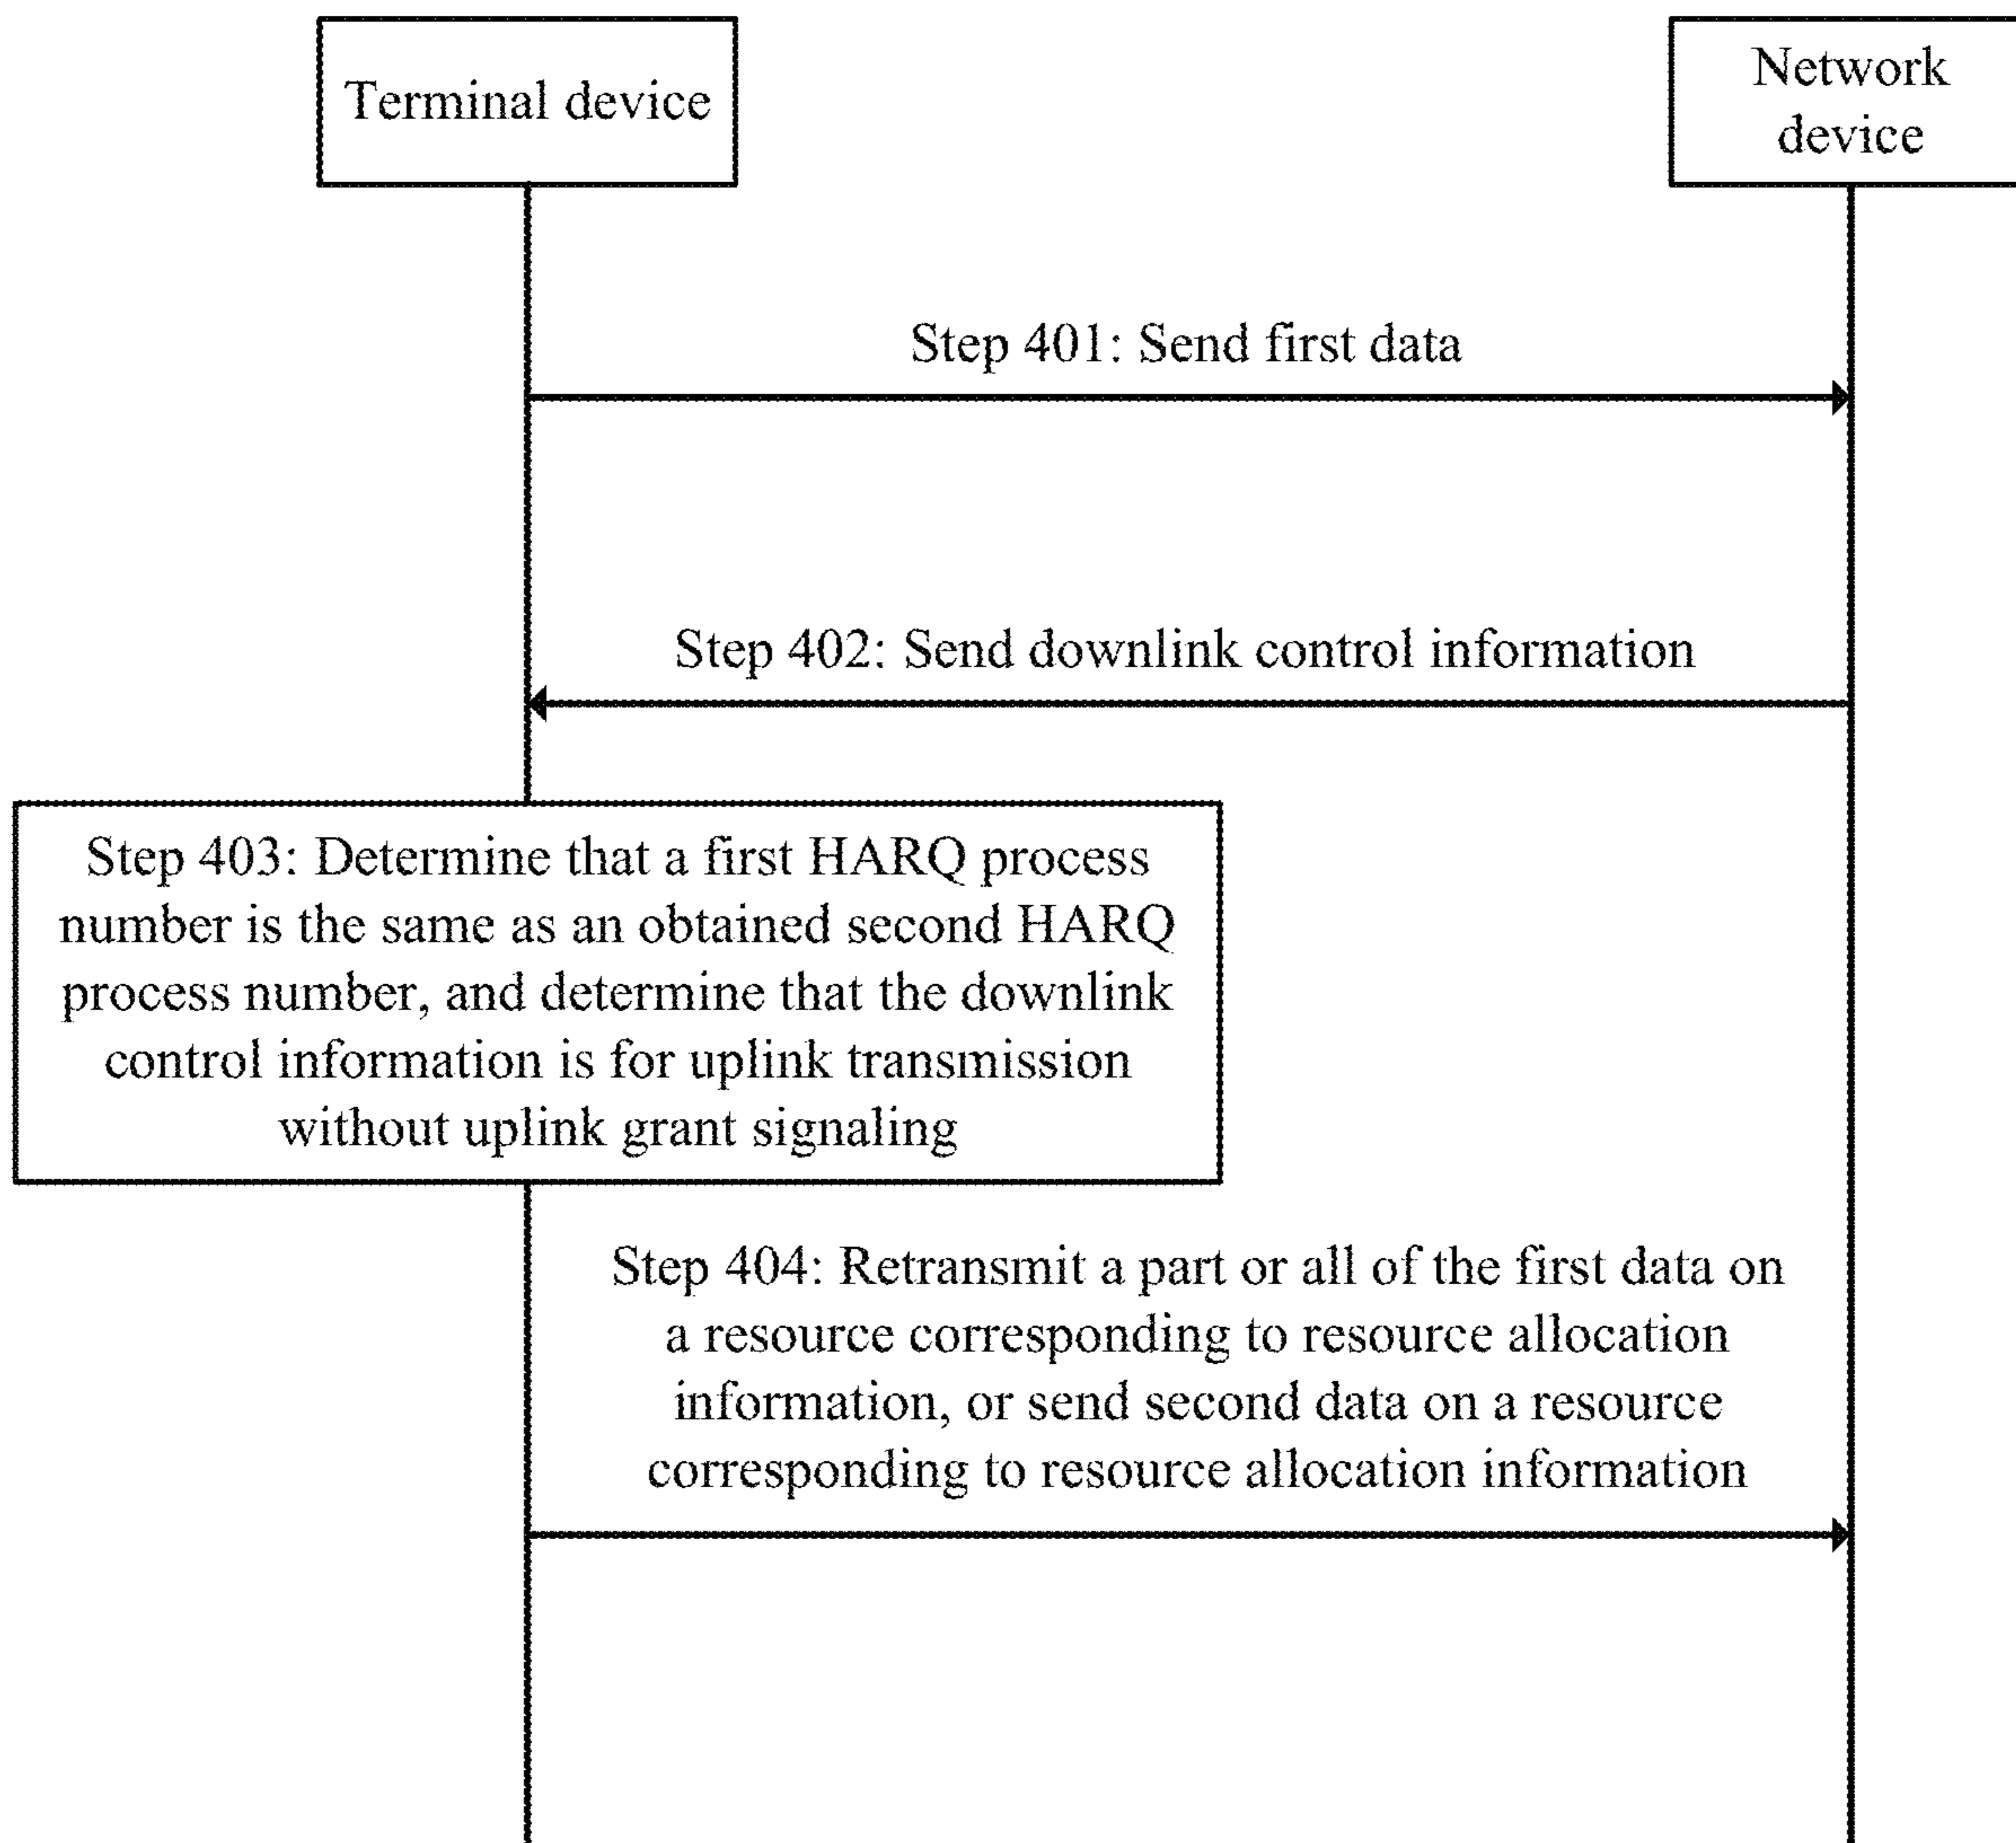 Terminal device
Network
device
Step 401: Send first data
Step 402: Send downlink control information
Step 403: Determine that a first HARQ process
number is the same as an obtained second HARQ
process number, and determine that the downlink
control information is for uplink transmission
without uplink grant signaling
Step 404: Retransmit a part or all of the first data on
a resource corresponding to resource allocation
information, or send second data on a resource
corresponding to resource allocation information